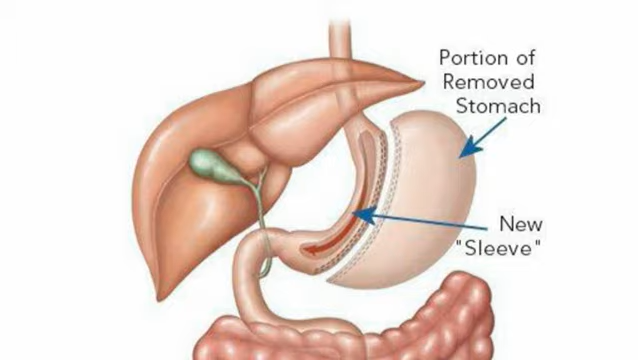 Portion of
Removed
Stomach
New
"Sleeve"